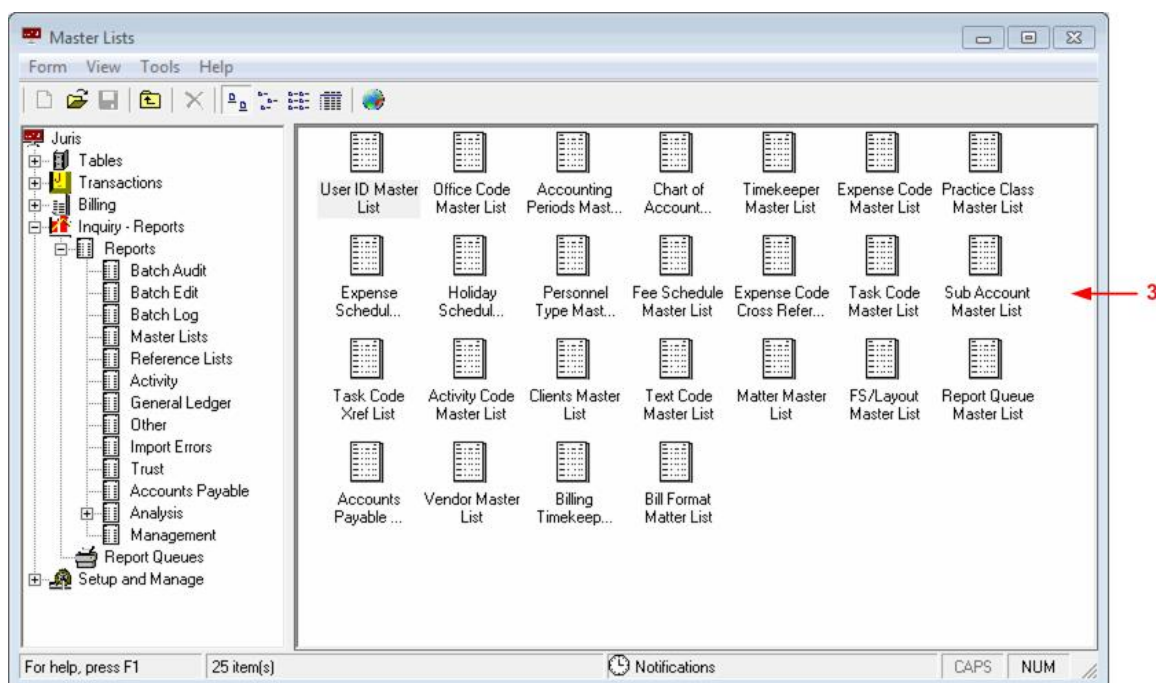 Master Lists
Form View Tools Help
Juris
Tables
Transactions
Billing
Inquiry - Reports
Reports
Batch Audit
Batch Edit
Batch Log
Master Lists
Reference Lists
Activity
General Ledger
Other
Import Errors
Trust
Accounts Payable
Analysis
Management
Report Queues
Setup and Manage
User ID Master List
Office Code Master List
Accounting Periods Mast...
Chart of Account...
Timekeeper Master List
Expense Code Master List
Practice Class Master List
Expense Schedul...
Holiday Schedul...
Personnel Type Mast...
Fee Schedule Master List
Expense Code Cross Refer...
Task Code Master List
Sub Account Master List
3
Task Code Xref List
Activity Code Master List
Clients Master List
Text Code Master List
Matter Master List
FS/Layout Master List
Report Queue Master List
Accounts Payable ...
Vendor Master List
Billing Timekeep...
Bill Format Matter List
For help, press F1
25 item(s)
Notifications
CAPS
NUM